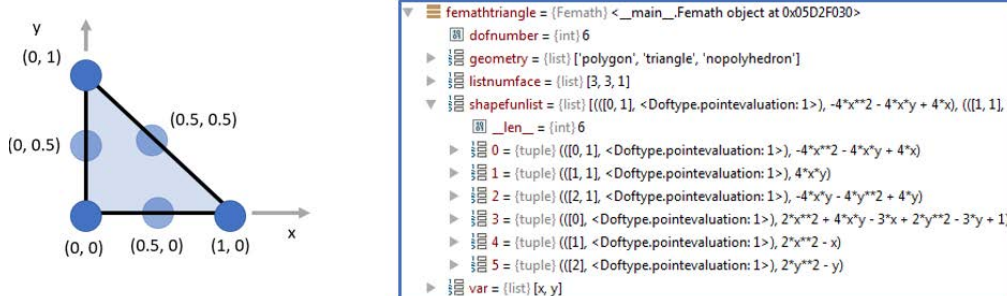 y
(0, 1)
(0, 0.5)
(0.5, 0.5)
(0, 0)
(0.5, 0)
(1, 0)
x
femathtriangle = {Femath} <__main__.Femath object at 0x05D2F030>
dofnumber = {int} 6
geometry = {list} ['polygon', 'triangle', 'nopolyhedron']
listnumface = {list} [3, 3, 1]
shapefunlist = {list} [(([0, 1], <Doftype.pointevaluation: 1>), -4*x**2 - 4*x*y + 4*x), (([1, 1],
__len__ = {int} 6
0 = {tuple} (([0, 1], <Doftype.pointevaluation: 1>), -4*x**2 - 4*x*y + 4*x)
1 = {tuple} (([1, 1], <Doftype.pointevaluation: 1>), 4*x*y)
2 = {tuple} (([2, 1], <Doftype.pointevaluation: 1>), -4*x*y - 4*y**2 + 4*y)
3 = {tuple} (([0], <Doftype.pointevaluation: 1>), 2*x**2 + 4*x*y - 3*x + 2*y**2 - 3*y + 1)
4 = {tuple} (([1], <Doftype.pointevaluation: 1>), 2*x**2 - x)
5 = {tuple} (([2], <Doftype.pointevaluation: 1>), 2*y**2 - y)
var = {list} [x, y]